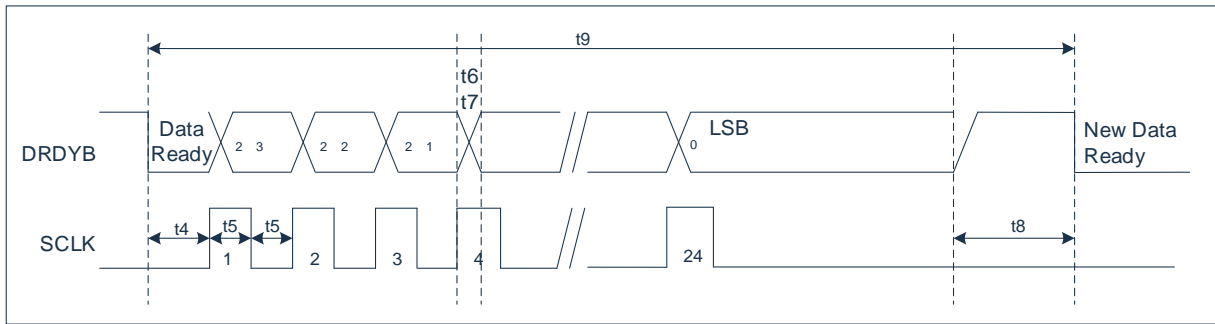 t9
t6
t7
DRDYB
Data
Ready
2 3
2 2
2 1
0
LSB
New Data
Ready
SCLK
t4
t5
t5
t8
1
2
3
4
24